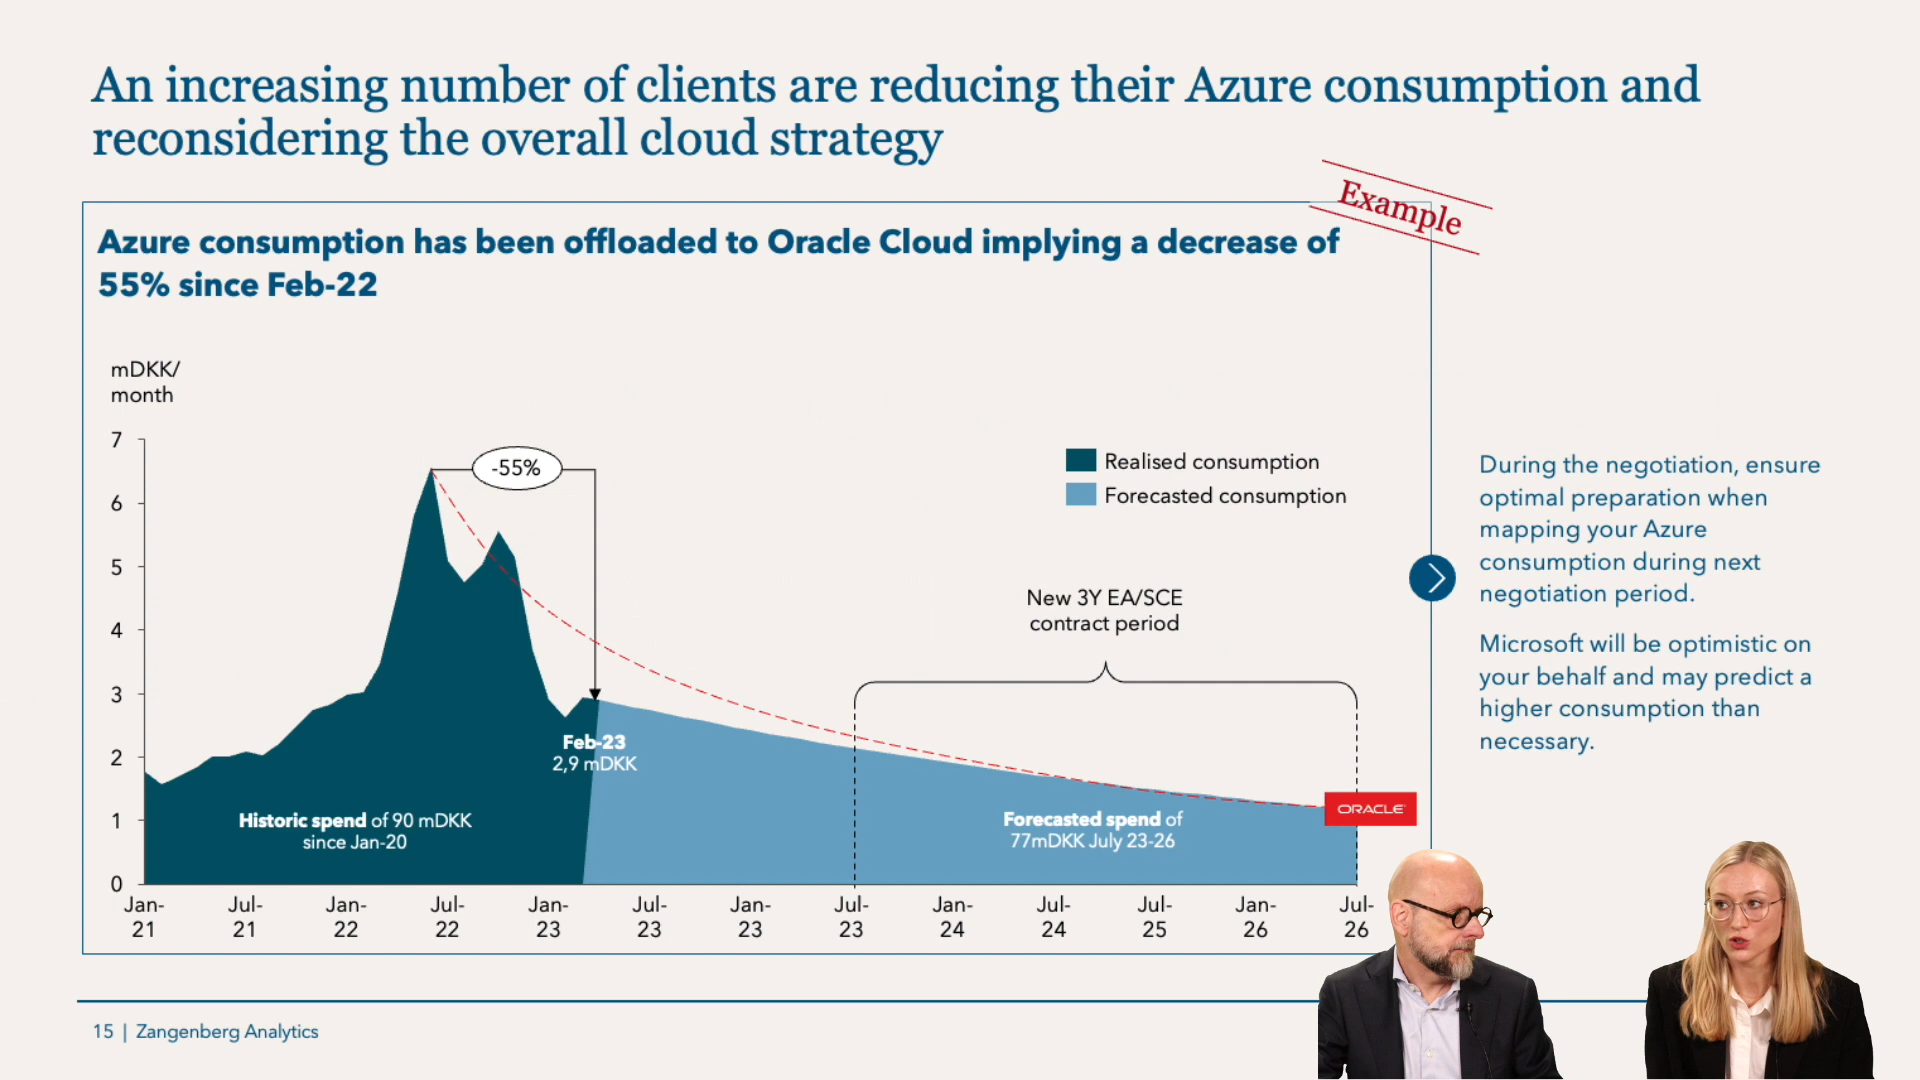 An increasing number of clients are reducing their Azure consumption and
reconsidering the overall cloud strategy
Example
Azure consumption has been offloaded to Oracle Cloud implying a decrease of
55% since Feb-22
mDKK/
month
7
6
5
4
3
2
1
0
-55%
Realised consumption
Forecasted consumption
New 3Y EA/SCE
contract period
Feb-23
2,9 mDKK
Historic spend of 90 mDKK
since Jan-20
Forecasted spend of
77mDKK July 23-26
ORACLE
Jan-21
Jul-21
Jan-22
Jul-22
Jan-23
Jul-23
Jan-23
Jul-23
Jan-24
Jul-24
Jul-25
Jan-26
Jul-26
During the negotiation, ensure
optimal preparation when
mapping your Azure
consumption during next
negotiation period.
Microsoft will be optimistic on
your behalf and may predict a
higher consumption than
necessary.
15 | Zangenberg Analytics